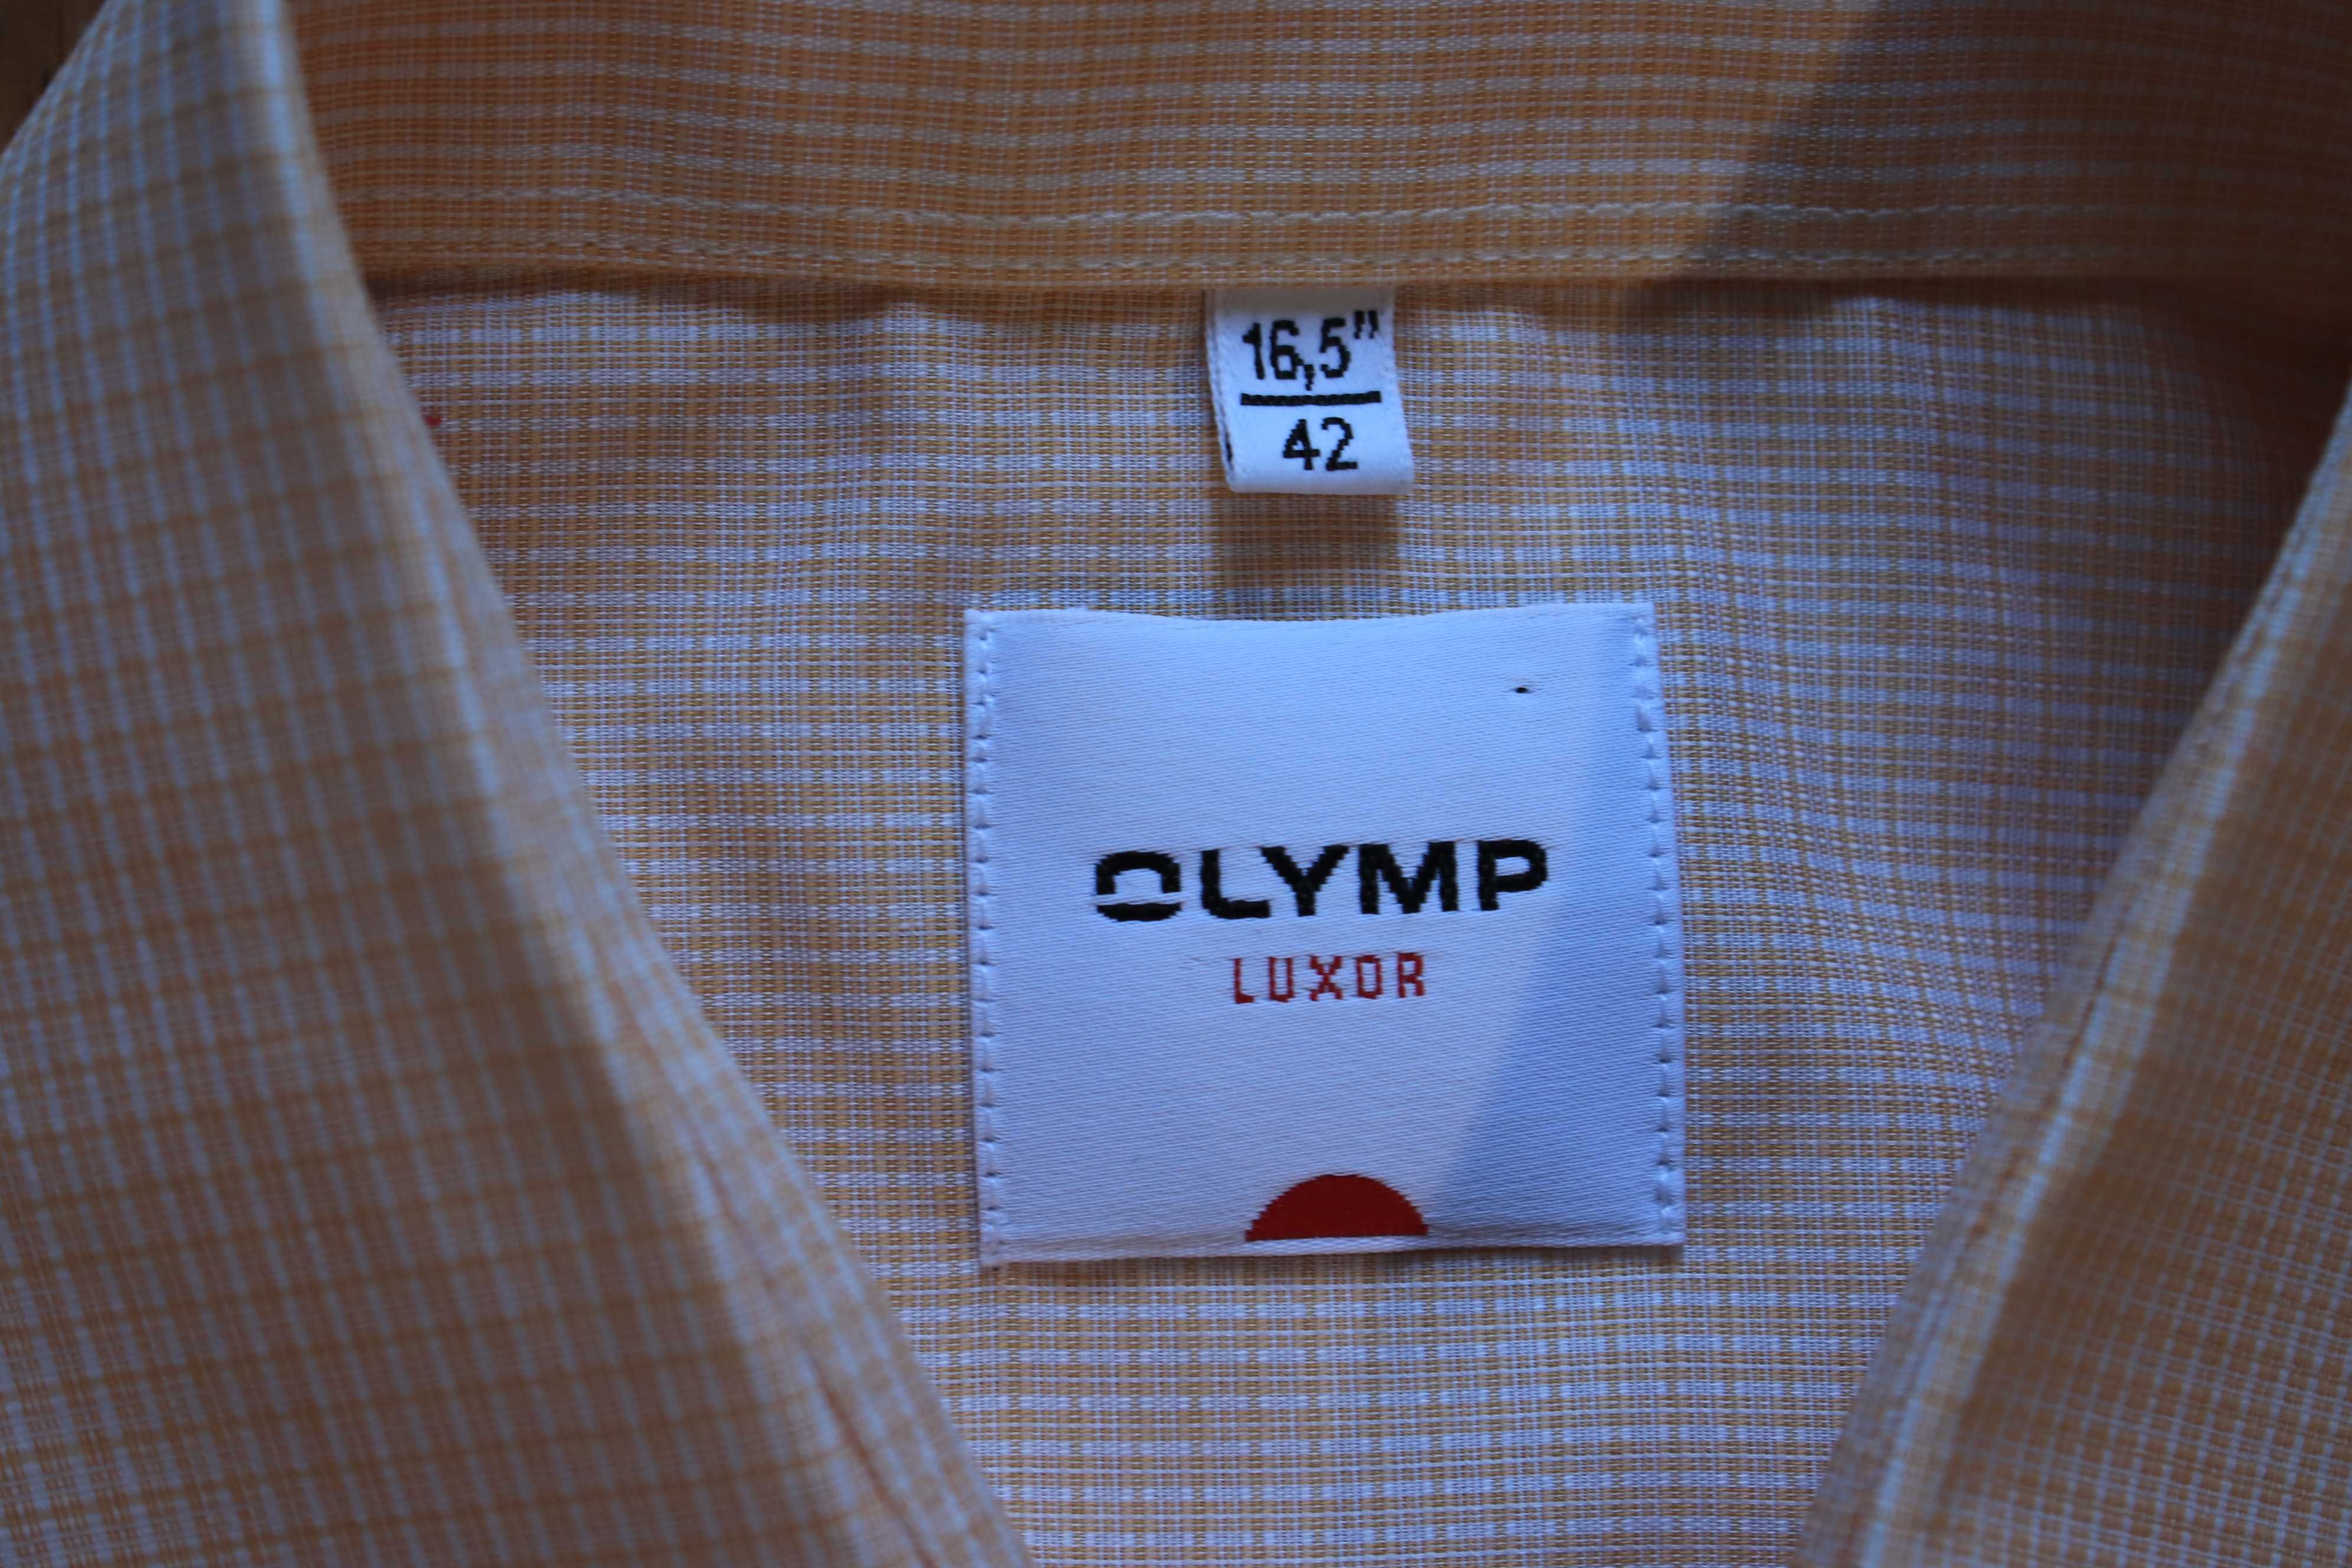 16,5"
42
OLYMP
LUXOR